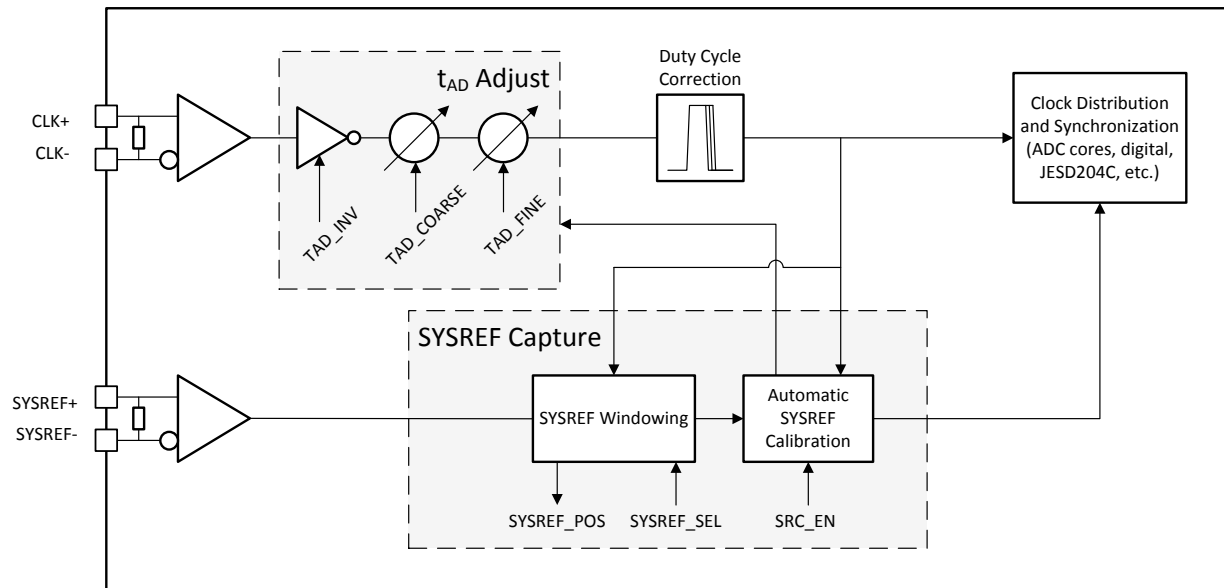 t_AD Adjust
Duty Cycle
Correction
Clock Distribution
and Synchronization
(ADC cores, digital,
JESD204C, etc.)
CLK+
CLK-
TAD_INV
TAD_COARSE
TAD_FINE
SYSREF Capture
SYSREF+
SYSREF-
SYSREF Windowing
Automatic
SYSREF
Calibration
SYSREF_POS
SYSREF_SEL
SRC_EN